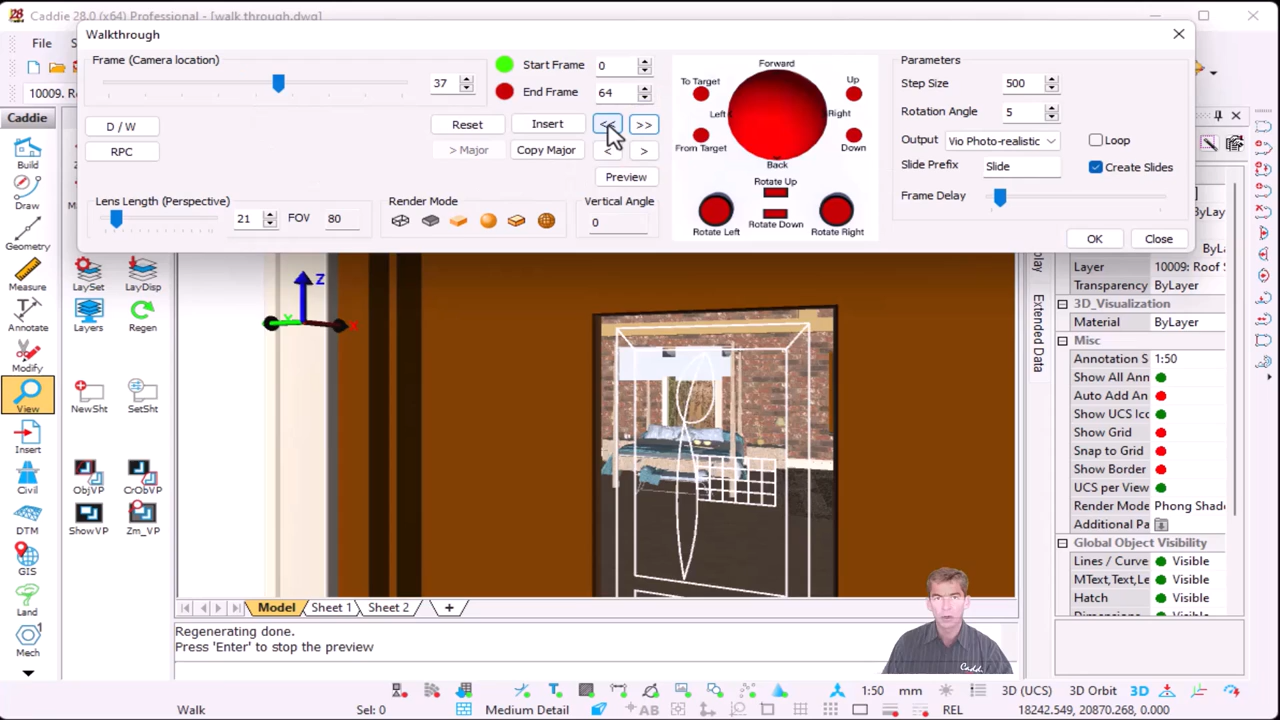 28 Caddie 28.0 (x64) Professional - [walk through.dwg]
File
10009. Ro
Walkthrough
Frame (Camera location)
37
Start Frame 0
End Frame 64
D / W
RPC
Reset
Insert
<<
>>
> Major
Copy Major
<
>
Preview
Lens Length (Perspective)
21
FOV 80
Render Mode
Vertical Angle
0
Forward
To Target
Up
Left
Right
From Target
Down
Back
Rotate Up
Rotate Left
Rotate Down
Rotate Right
Parameters
Step Size 500
Rotation Angle 5
Output Vio Photo-realistic
Loop
Slide Prefix Slide
Create Slides
Frame Delay
OK
Close
Caddie
Build
Draw
Geometry
Measure
Annotate
Modify
View
Insert
Civil
DTM
GIS
Land
Mech
LaySet
LayDisp
Layers
Regen
NewSht
SetSht
ObjVP
CrObVP
ShowVP
Zm_VP
Z
Y
X
Extended Data
ByLay
ByLayer
Layer 10009: Roof S
Transparency ByLayer
3D_Visualization
Material ByLayer
Misc
Annotation S 1:50
Show All Ann
Auto Add An
Show UCS Ico
Show Grid
Snap to Grid
Show Border
UCS per View
Render Mode Phong Shade
Additional Pa
Global Object Visibility
Lines / Curve Visible
MText,Text,Le Visible
Hatch Visible
Model
Sheet 1
Sheet 2
+
Regenerating done.
Press 'Enter' to stop the preview
Cadd.
1:50 mm
3D (UCS)
3D Orbit
3D
Walk
Sel: 0
Medium Detail
AB
REL
18242.549, 20870.268, 0.000